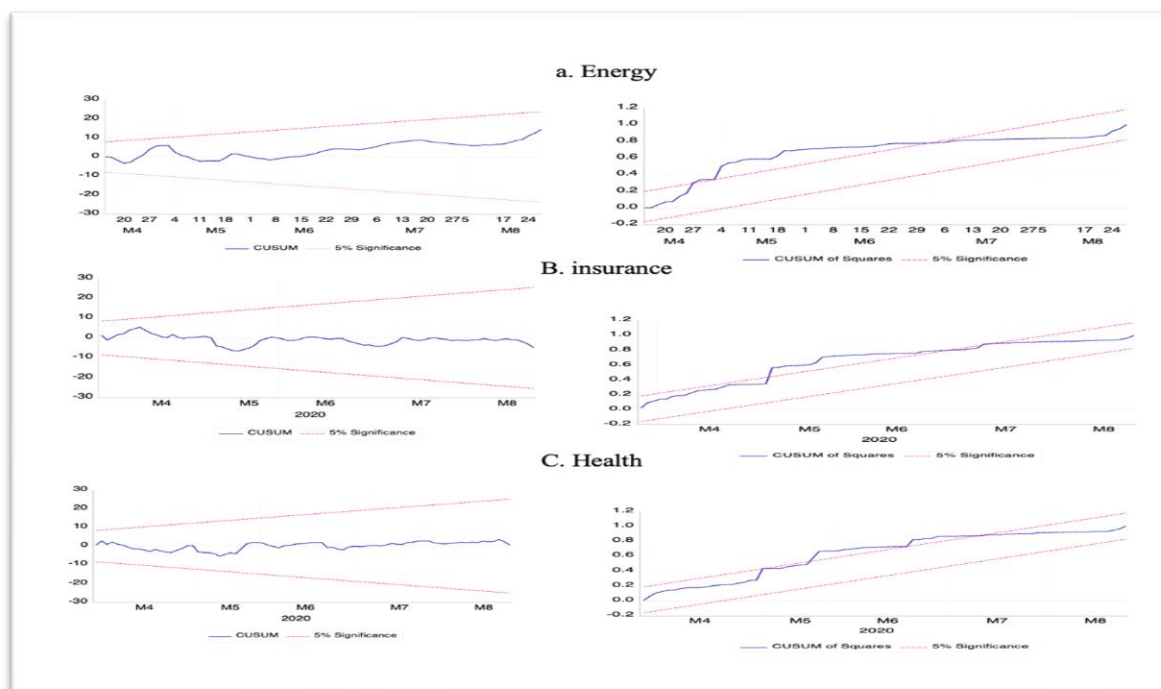 a. Energy
30
20
10
0
-10
-20
-30
20 27 4 11 18 1 8 15 22 29 6 13 20 275 17 24
M4 M5 M6 M7 M8
CUSUM 5% Significance
1.2
1.0
0.8
0.6
0.4
0.2
0.0
-0.2
20 27 4 11 18 1 8 15 22 29 6 13 20 275 17 24
M4 M5 M6 M7 M8
CUSUM of Squares 5% Significance
B. insurance
30
20
10
0
-10
-20
-30
M4 M5 M6 M7 M8
2020
CUSUM 5% Significance
1.2
1.0
0.8
0.6
0.4
0.2
0.0
-0.2
M4 M5 M6 M7 M8
2020
CUSUM of Squares 5% Significance
C. Health
30
20
10
0
-10
-20
-30
M4 M5 M6 M7 M8
2020
CUSUM 5% Significance
1.2
1.0
0.8
0.6
0.4
0.2
0.0
-0.2
M4 M5 M6 M7 M8
2020
CUSUM of Squares 5% Significance